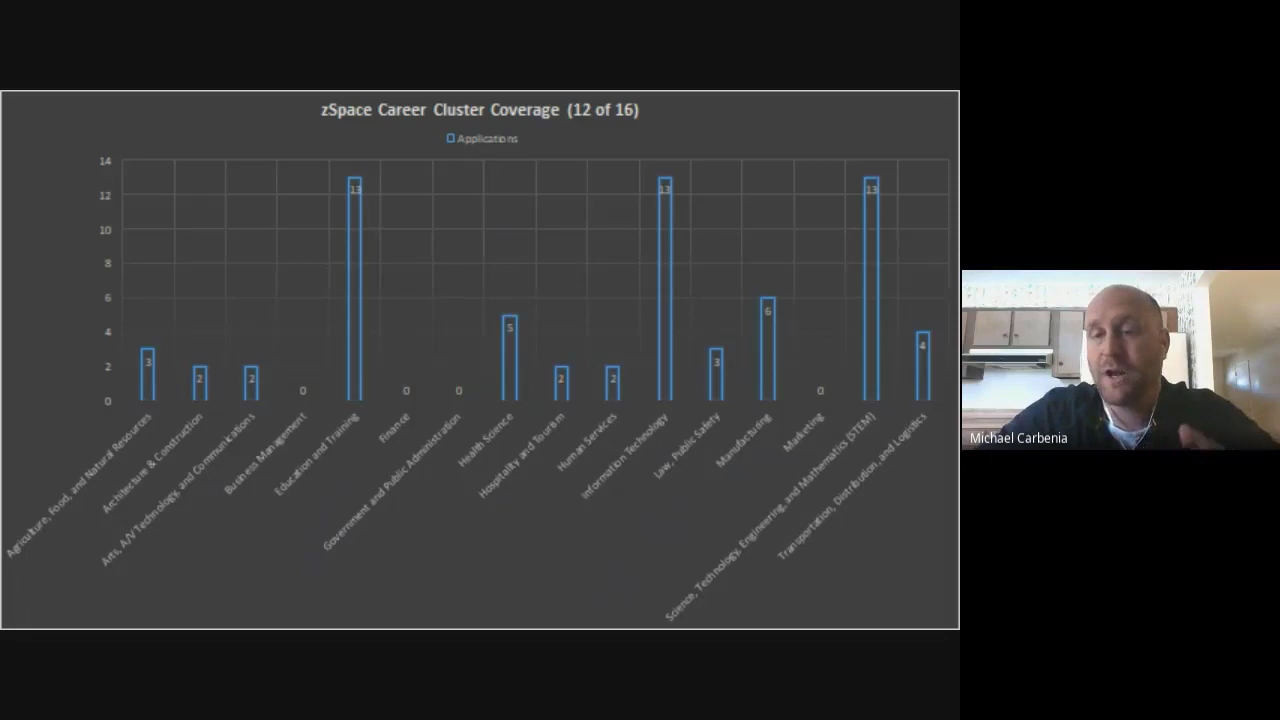 zSpace Career Cluster Coverage (12 of 16)
Applications
14
12
10
8
6
4
2
0
3
2
2
0
13
0
0
5
2
2
13
3
6
0
13
4
Agriculture, Food, and Natural Resources
Architecture & Construction
Arts, A/V Technology, and Communications
Business Management
Education and Training
Finance
Government and Public Administration
Health Science
Hospitality and Tourism
Human Services
Information Technology
Law, Public Safety
Manufacturing
Marketing
Science, Technology, Engineering, and Mathematics (STEM)
Transportation, Distribution, and Logistics
Michael Carbenia